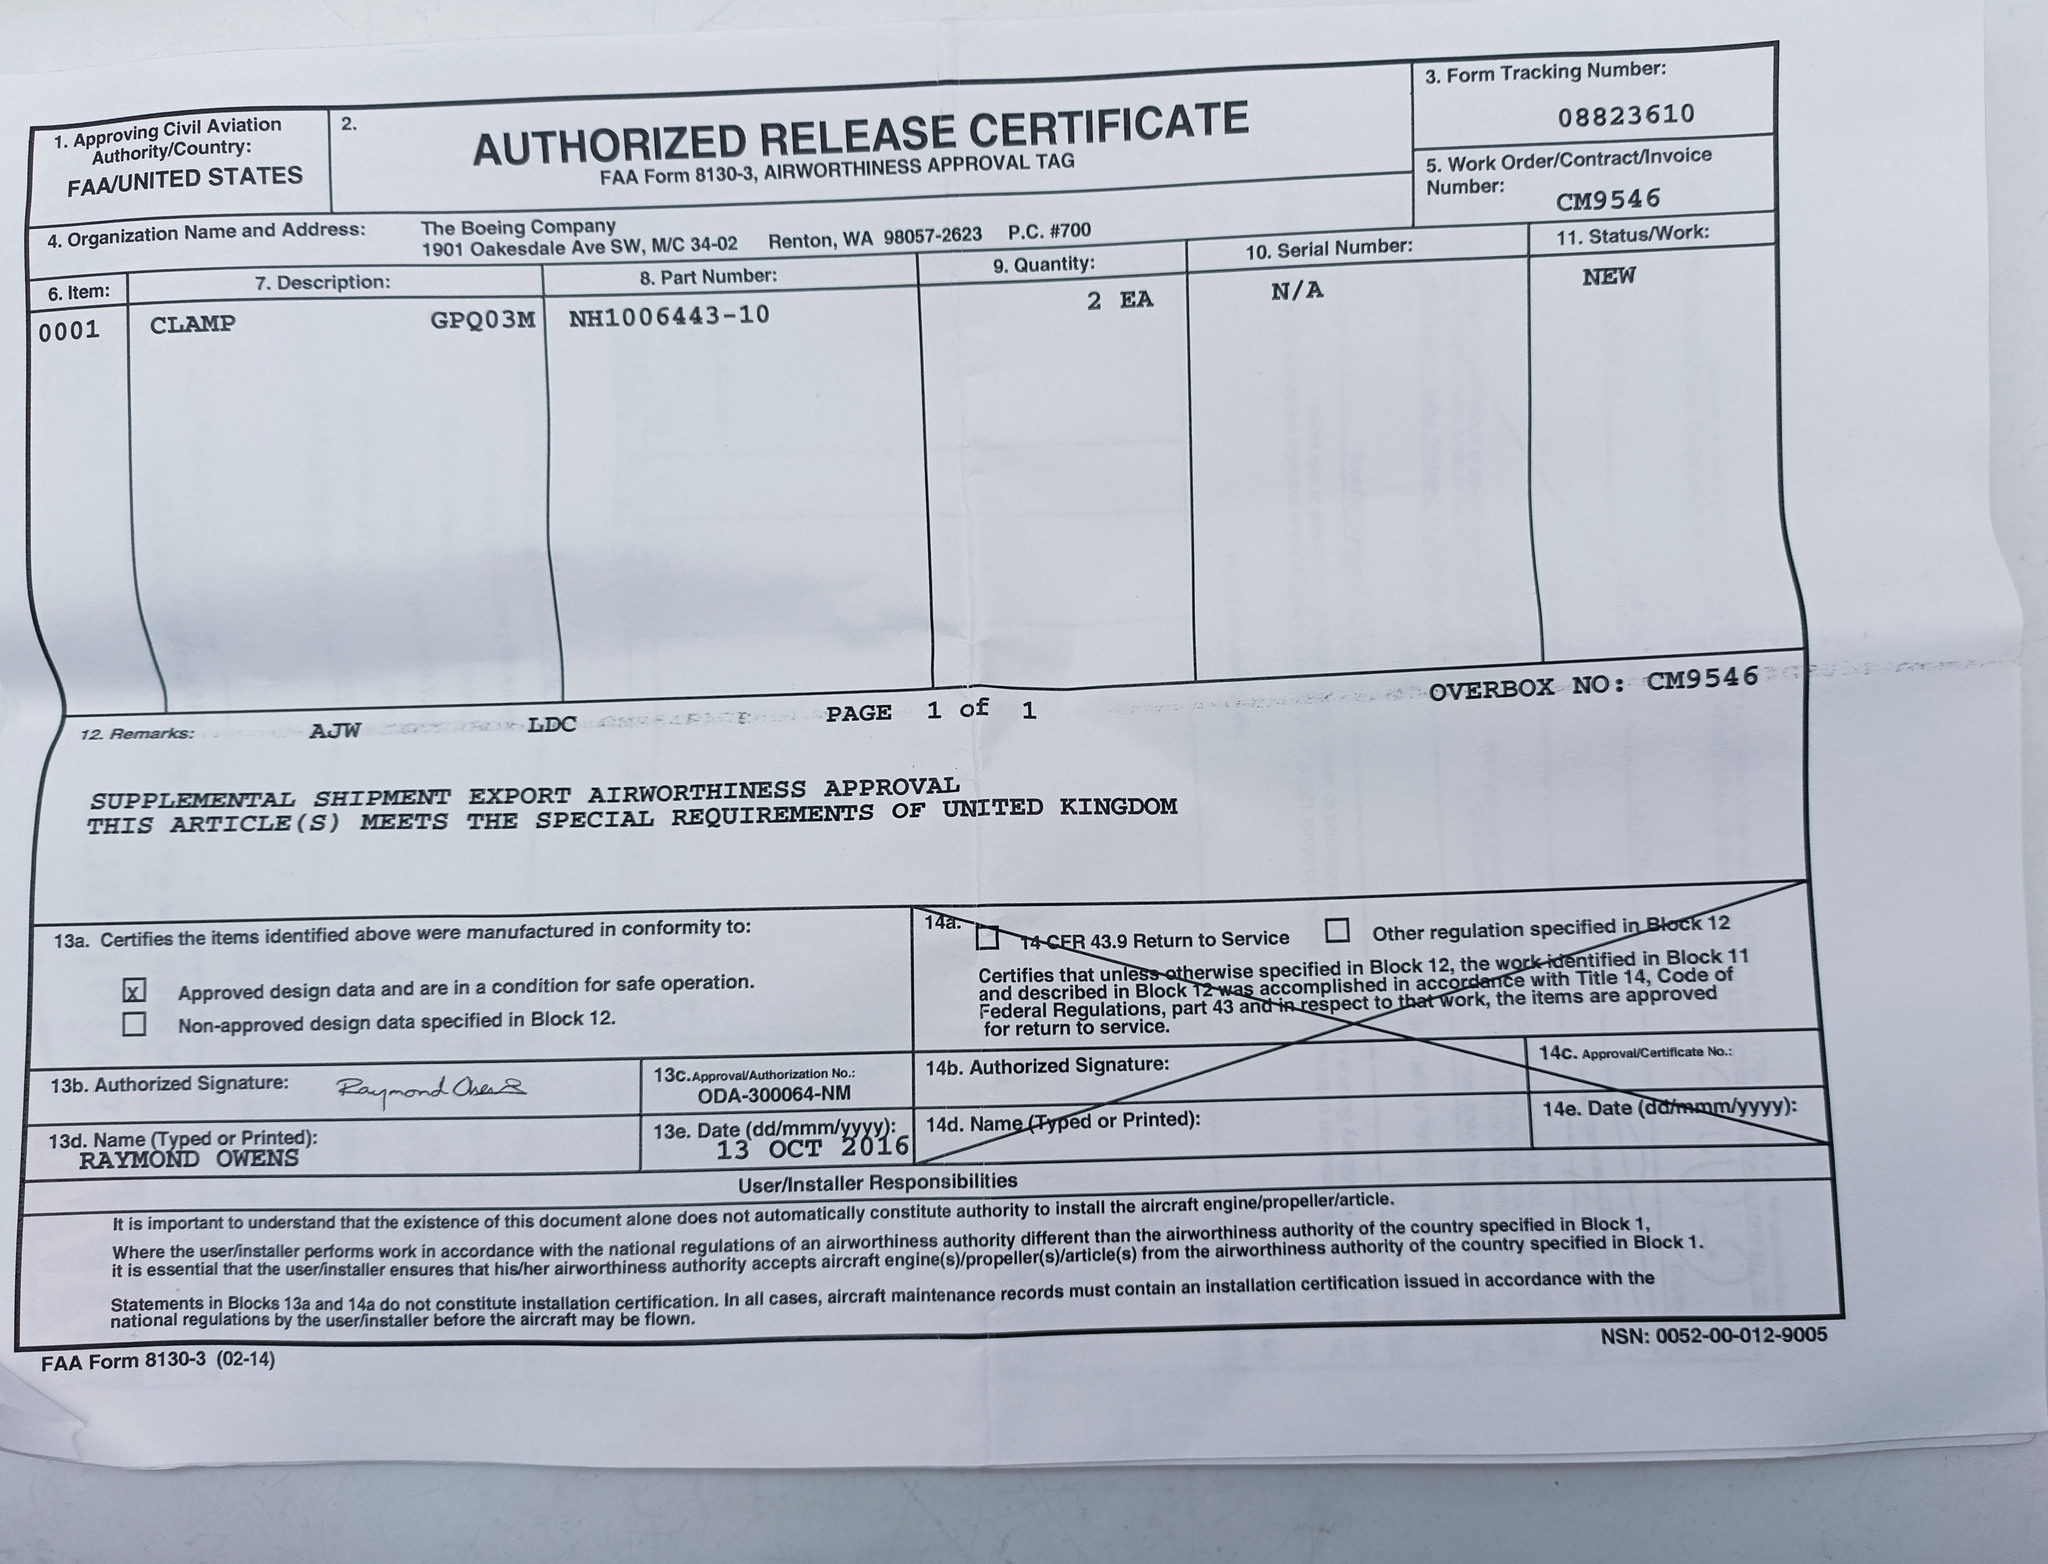 1. Approving Civil Aviation
Authority/Country:
FAA/UNITED STATES
2.
AUTHORIZED RELEASE CERTIFICATE
FAA Form 8130-3, AIRWORTHINESS APPROVAL TAG
3. Form Tracking Number:
08823610
4. Organization Name and Address:
The Boeing Company
1901 Oakesdale Ave SW, M/C 34-02 Renton, WA 98057-2623 P.C. #700
5. Work Order/Contract/Invoice
Number:
CM9546
6. Item:
7. Description:
8. Part Number:
9. Quantity:
10. Serial Number:
11. Status/Work:
0001
CLAMP GPQ03M
NH1006443-10
2 EA
N/A
NEW
12. Remarks: AJW LDC PAGE 1 of 1 OVERBOX NO: CM9546
SUPPLEMENTAL SHIPMENT EXPORT AIRWORTHINESS APPROVAL
THIS ARTICLE(S) MEETS THE SPECIAL REQUIREMENTS OF UNITED KINGDOM
13a. Certifies the items identified above were manufactured in conformity to:
x Approved design data and are in a condition for safe operation.
Non-approved design data specified in Block 12.
14a. 14 CFR 43.9 Return to Service Other regulation specified in Block 12
Certifies that unless otherwise specified in Block 12, the work identified in Block 11
and described in Block 12 was accomplished in accordance with Title 14, Code of
Federal Regulations, part 43 and in respect to that work, the items are approved
for return to service.
13b. Authorized Signature: Raymond Owens
13c. Approval/Authorization No.:
ODA-300064-NM
14b. Authorized Signature:
14c. Approval/Certificate No.:
13d. Name (Typed or Printed):
RAYMOND OWENS
13e. Date (dd/mmm/yyyy):
13 OCT 2016
14d. Name (Typed or Printed):
14e. Date (dd/mmm/yyyy):
User/Installer Responsibilities
It is important to understand that the existence of this document alone does not automatically constitute authority to install the aircraft engine/propeller/article.
Where the user/installer performs work in accordance with the national regulations of an airworthiness authority different than the airworthiness authority of the country specified in Block 1,
it is essential that the user/installer ensures that his/her airworthiness authority accepts aircraft engine(s)/propeller(s)/article(s) from the airworthiness authority of the country specified in Block 1.
Statements in Blocks 13a and 14a do not constitute installation certification. In all cases, aircraft maintenance records must contain an installation certification issued in accordance with the
national regulations by the user/installer before the aircraft may be flown.
FAA Form 8130-3 (02-14)
NSN: 0052-00-012-9005